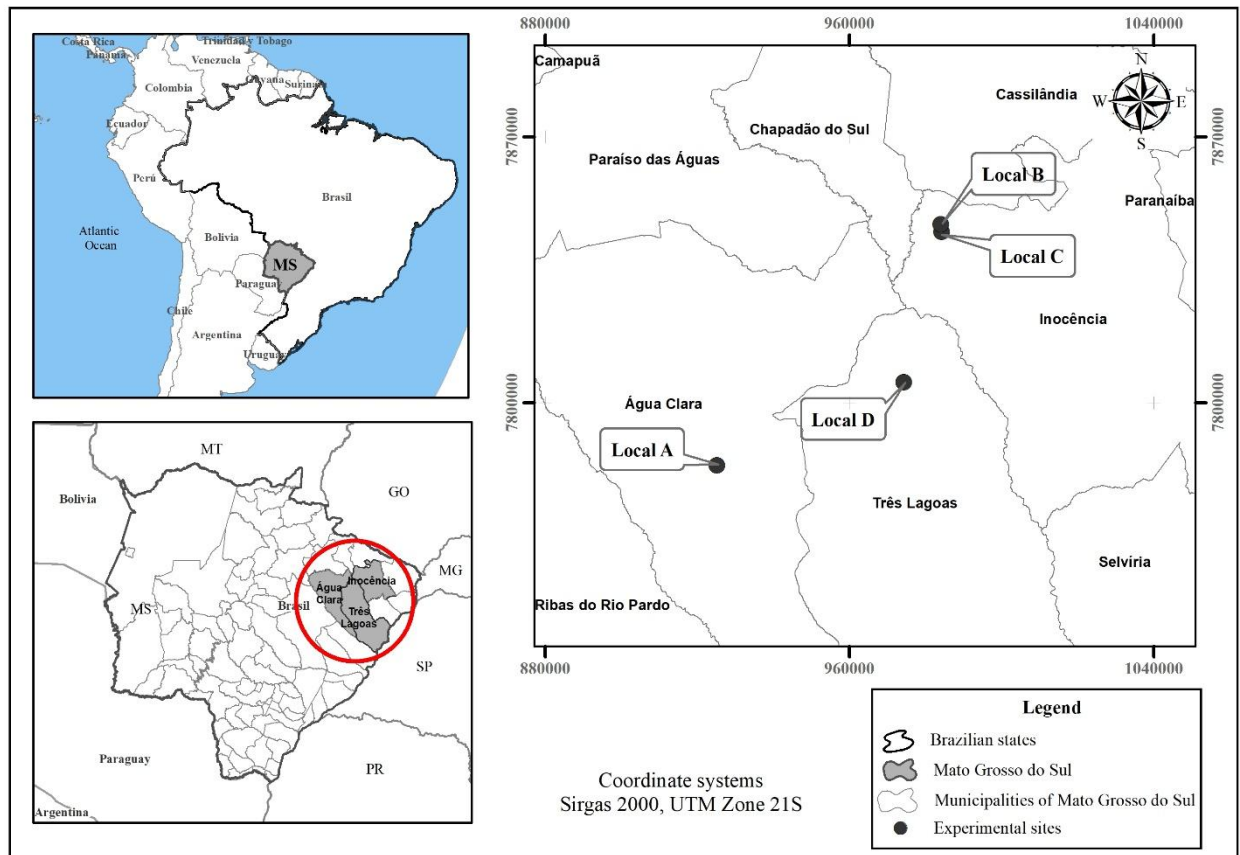 Costa Rica
Panamá
Trinidad y Tobago
Venezuela
Guyana
Surinam
Colombia
Ecuador
Perú
Brasil
Atlantic
Ocean
Bolivia
MS
Paraguay
Chile
Argentina
Uruguay
MT
Bolivia
GO
MG
Inocência
Água
Clara
Brasil
MS
Três
Lagoas
SP
Paraguay
PR
Argentina
880000
960000
1040000
Camapuã
Cassilândia
N
W
E
S
Chapadão do Sul
7870000
7870000
Paraíso das Águas
Local B
Paranaíba
Local C
Inocência
Água Clara
7800000
7800000
Local D
Local A
Três Lagoas
Selvíria
Ribas do Rio Pardo
880000
960000
1040000
Coordinate systems
Sirgas 2000, UTM Zone 21S
Legend
Brazilian states
Mato Grosso do Sul
Municipalities of Mato Grosso do Sul
Experimental sites